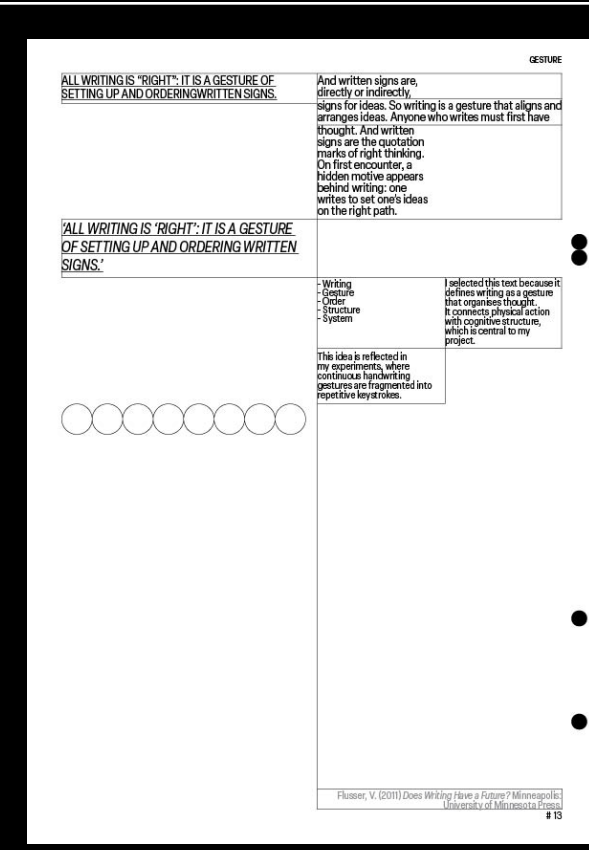 GESTURE
ALL WRITING IS “RIGHT”: IT IS A GESTURE OF
SETTING UP AND ORDERINGWRITTEN SIGNS.
And written signs are,
directly or indirectly,
signs for ideas. So writing is a gesture that aligns and
arranges ideas. Anyone who writes must first have
thought. And written
signs are the quotation
marks of right thinking.
On first encounter, a
hidden motive appears
behind writing: one
writes to set one's ideas
on the right path.
‘ALL WRITING IS ‘RIGHT’: IT IS A GESTURE
OF SETTING UP AND ORDERING WRITTEN
SIGNS.’
- Writing
- Gesture
- Order
- Structure
- System
I selected this text because it
defines writing as a gesture
that organises thought.
It connects physical action
with cognitive structure,
which is central to my
project.
This idea is reflected in
my experiments, where
continuous handwriting
gestures are fragmented into
repetitive keystrokes.
Flusser, V. (2011) Does Writing Have a Future? Minneapolis:
University of Minnesota Press.
# 13